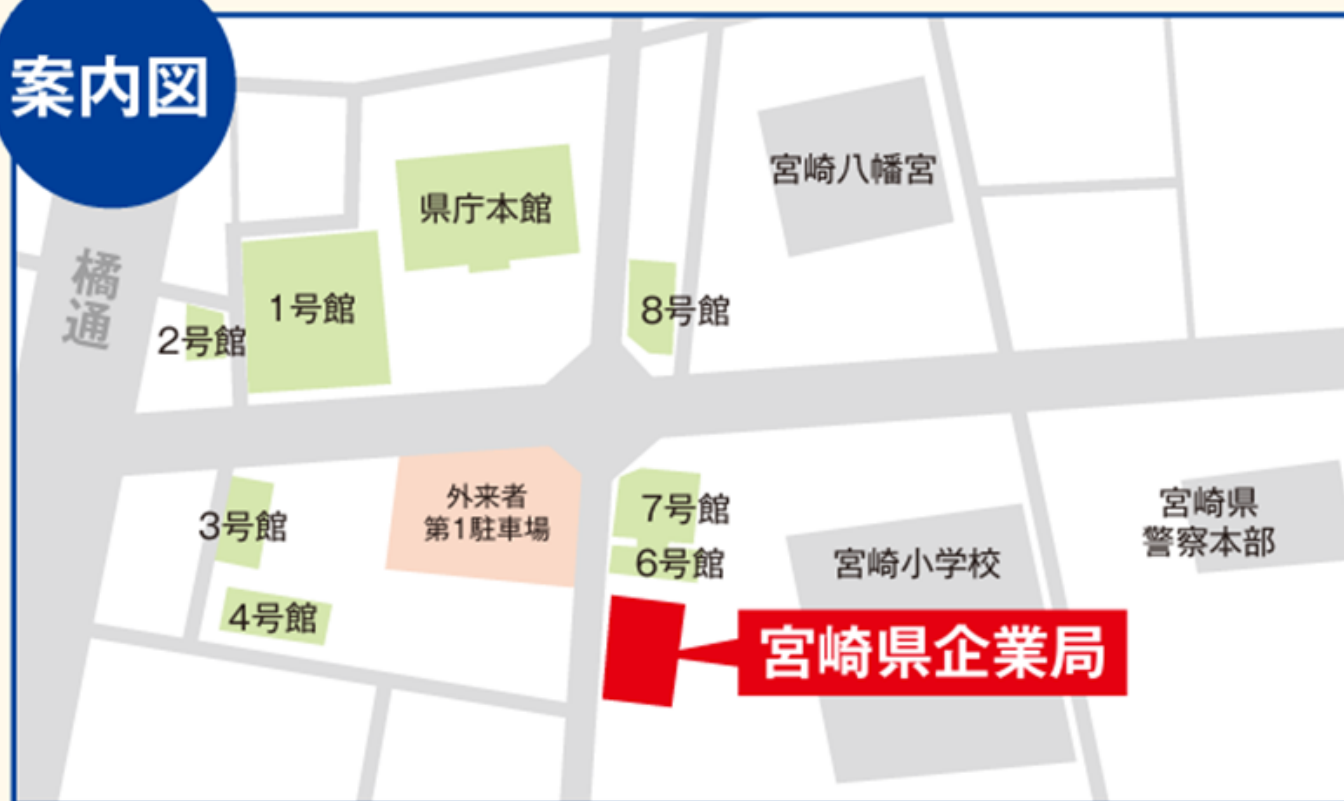 案内図
宮崎八幡宮
県庁本館
橘通
1号館
8号館
2号館
外来者
第1駐車場
7号館
3号館
宮崎県
警察本部
6号館
宮崎小学校
4号館
宮崎県企業局